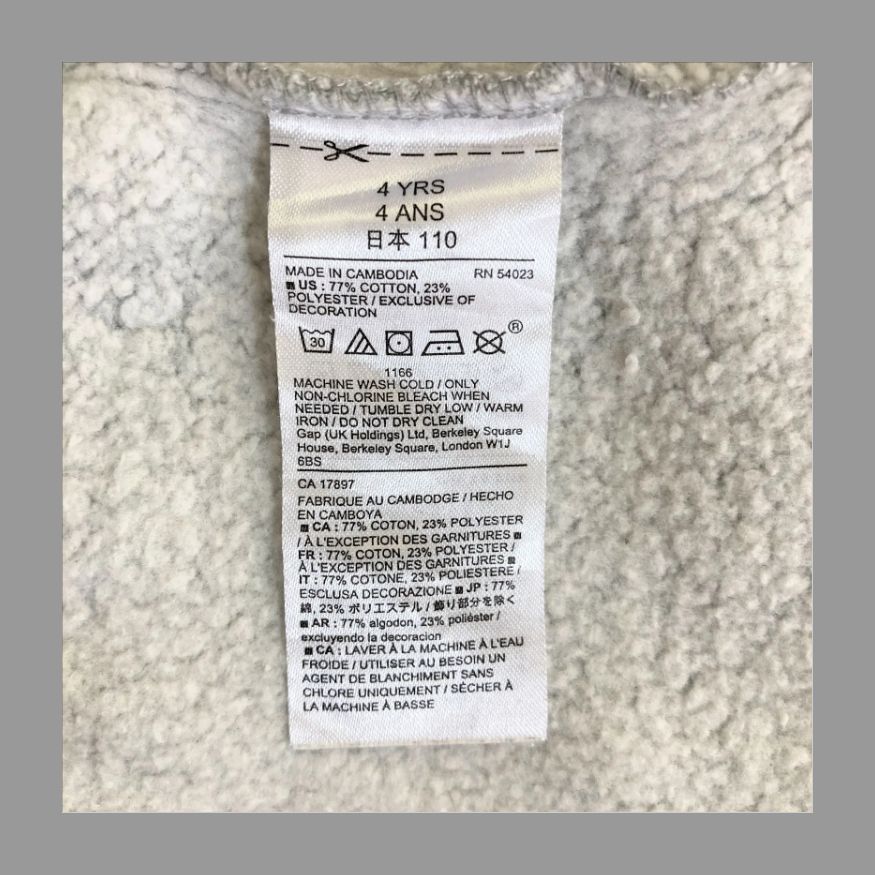 4 YRS
4 ANS
日本 110
MADE IN CAMBODIA RN 54023
■ US : 77% COTTON, 23%
POLYESTER / EXCLUSIVE OF
DECORATION
30 ®
1166
MACHINE WASH COLD / ONLY
NON-CHLORINE BLEACH WHEN
NEEDED / TUMBLE DRY LOW / WARM
IRON / DO NOT DRY CLEAN
Gap (UK Holdings) Ltd, Berkeley Square
House, Berkeley Square, London W1J
6BS
CA 17897
FABRIQUE AU CAMBODGE / HECHO
EN CAMBOYA
■ CA : 77% COTON, 23% POLYESTER
/ À L'EXCEPTION DES GARNITURES ■
FR : 77% COTON, 23% POLYESTER /
À L'EXCEPTION DES GARNITURES ■
IT : 77% COTONE, 23% POLIESTERE /
ESCLUSA DECORAZIONE ■ JP : 77%
綿, 23% ポリエステル / 飾り部分を除く
■ AR : 77% algodon, 23% poliéster /
excluyendo la decoracion
■ CA : LAVER À LA MACHINE À L'EAU
FROIDE / UTILISER AU BESOIN UN
AGENT DE BLANCHIMENT SANS
CHLORE UNIQUEMENT / SÉCHER À
LA MACHINE À BASSE